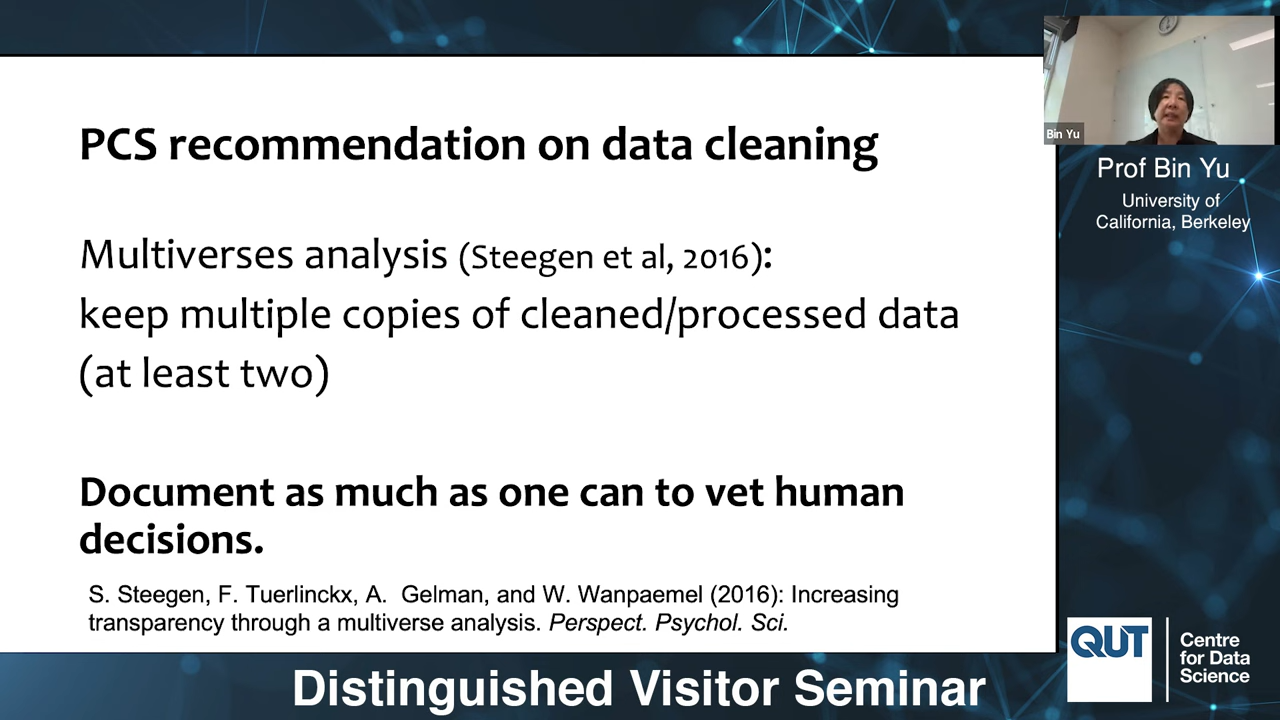 PCS recommendation on data cleaning
Multiverses analysis (Steegen et al, 2016):
keep multiple copies of cleaned/processed data
(at least two)
Document as much as one can to vet human
decisions.
S. Steegen, F. Tuerlinckx, A. Gelman, and W. Wanpaemel (2016): Increasing
transparency through a multiverse analysis. Perspect. Psychol. Sci.
Bin Yu
Prof Bin Yu
University of
California, Berkeley
QUT
Centre
for Data
Science
Distinguished Visitor Seminar